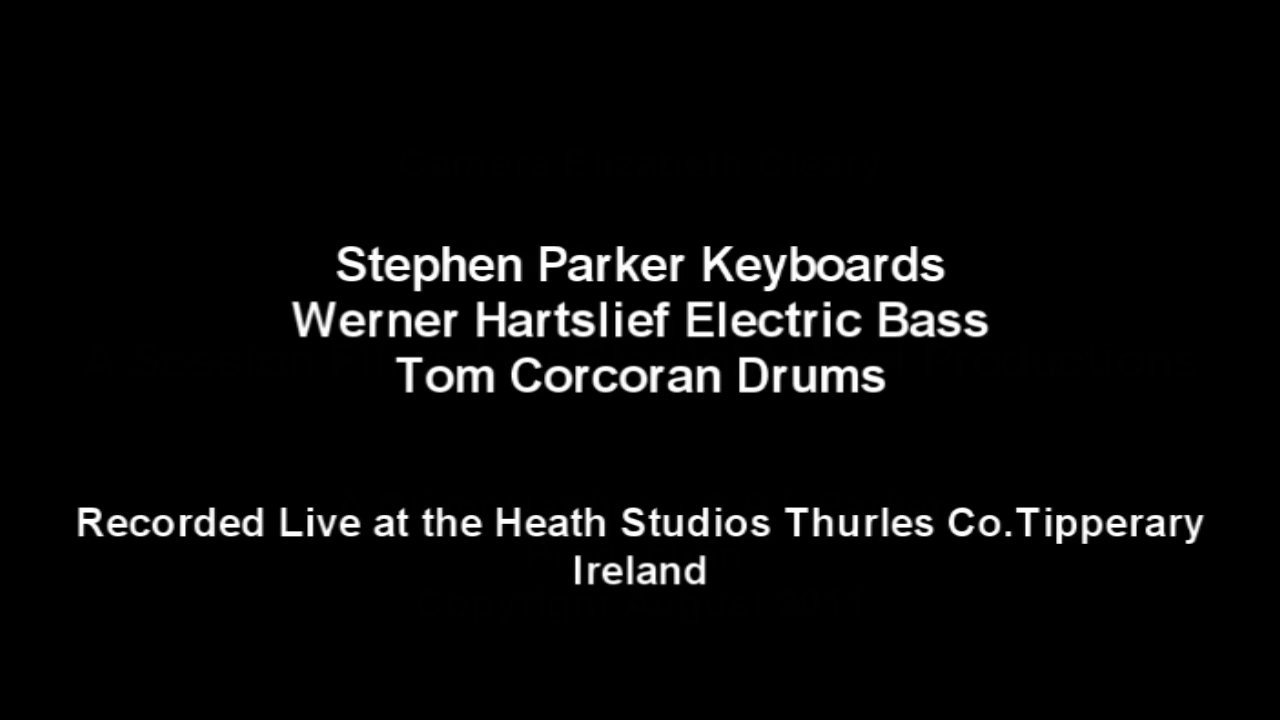 Stephen Parker Keyboards
Werner Hartslief Electric Bass
Tom Corcoran Drums
Recorded Live at the Heath Studios Thurles Co.Tipperary
Ireland